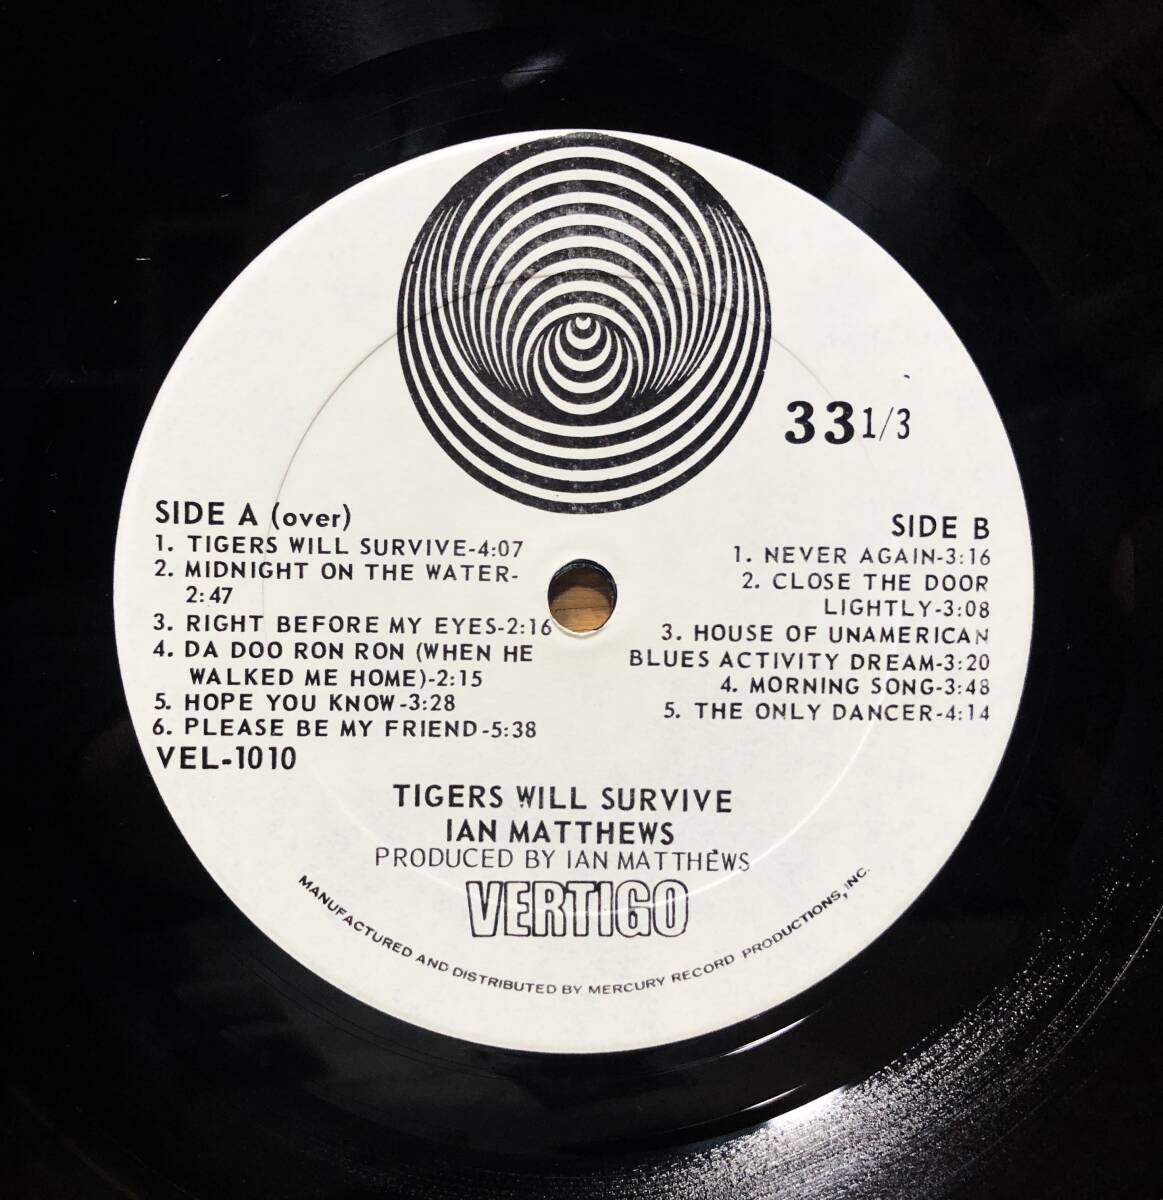 33 1/3
SIDE A (over)
1. TIGERS WILL SURVIVE-4:07
2. MIDNIGHT ON THE WATER-
2:47
3. RIGHT BEFORE MY EYES-2:16
4. DA DOO RON RON (WHEN HE
WALKED ME HOME)-2:15
5. HOPE YOU KNOW-3:28
6. PLEASE BE MY FRIEND-5:38
VEL-1010
SIDE B
1. NEVER AGAIN-3:16
2. CLOSE THE DOOR
LIGHTLY-3:08
3. HOUSE OF UNAMERICAN
BLUES ACTIVITY DREAM-3:20
4. MORNING SONG-3:48
5. THE ONLY DANCER-4:14
TIGERS WILL SURVIVE
IAN MATTHEWS
PRODUCED BY IAN MATTHEWS
VERTIGO
MANUFACTURED AND DISTRIBUTED BY MERCURY RECORD PRODUCTIONS, INC.